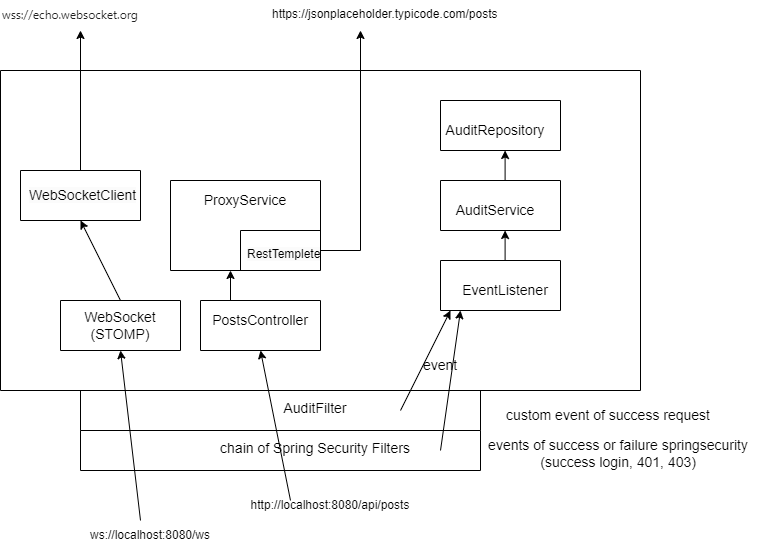 wss://echo.websocket.org
https://jsonplaceholder.typicode.com/posts
AuditRepository
WebSocketClient
ProxyService
AuditService
RestTemplete
EventListener
WebSocket
(STOMP)
PostsController
event
AuditFilter
custom event of success request
chain of Spring Security Filters
events of success or failure springsecurity
(success login, 401, 403)
http://localhost:8080/api/posts
ws://localhost:8080/ws